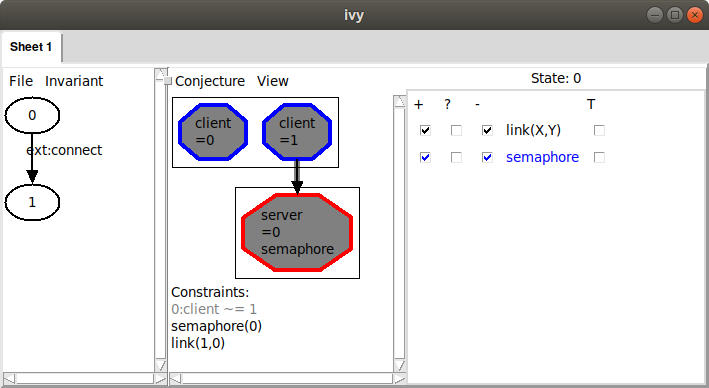 ivy
Sheet 1
File Invariant
0
ext:connect
1
Conjecture View
client
=0
client
=1
server
=0
semaphore
Constraints:
0:client ~= 1
semaphore(0)
link(1,0)
State: 0
+ ? - T
link(X,Y)
semaphore